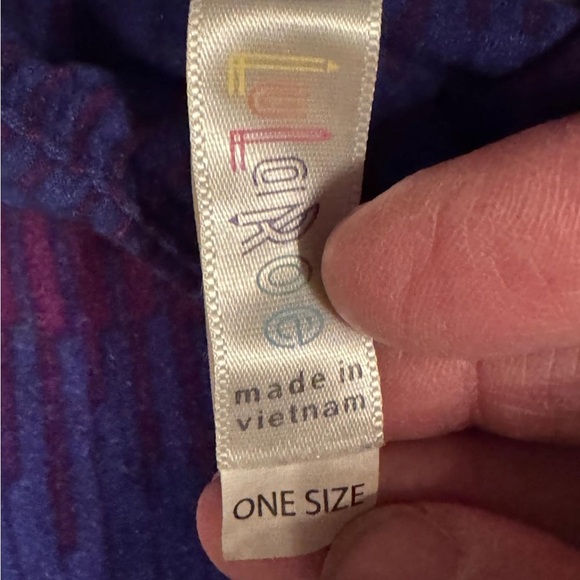 LuLaRoe
made in
vietnam
ONE SIZE